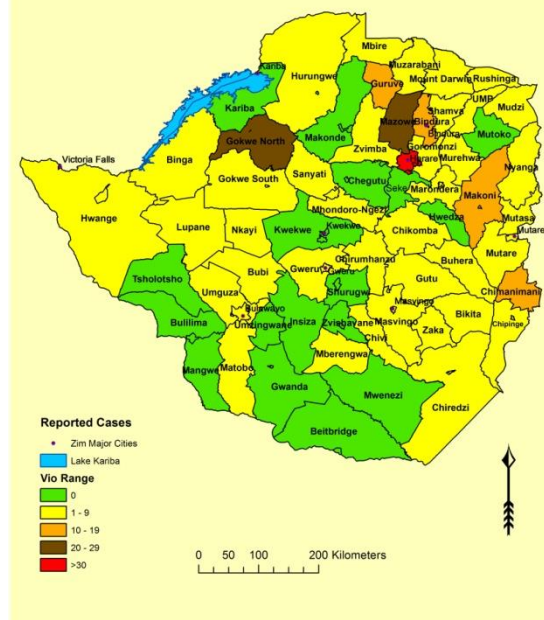 Mbire
Muzarabani
Kariba
Hurungwe
Guruve
Mount Darwin
Rushinga
UMP
Mudzi
Kariba
Shamva
Mazowe
Bindura
Bindura
Makonde
Mutoko
Gokwe North
Goromonzi
Victoria Falls
Binga
Zvimba
Harare
Murehwa
Nyanga
Gokwe South
Sanyati
Chegutu
Seke
Marondera
Makoni
Hwange
Mhondoro-Ngezi
Hwedza
Mutasa
Lupane
Nkayi
Kwekwe
Kwekwe
Chikomba
Mutare
Buhera
Mutare
Tsholotsho
Bubi
Gweru
Gweru
Chirumhanzu
Gutu
Chimanimani
Umguza
Shurugwi
Bulawayo
Masvingo
Bikita
Bulilima
Umzingwane
Insiza
Zvishavane
Masvingo
Zaka
Chipinge
Chivi
Mangwe
Matobo
Mberengwa
Gwanda
Mwenezi
Chiredzi
Beitbridge
Reported Cases
Zim Major Cities
Lake Kariba
Vio Range
0
1 - 9
10 - 19
20 - 29
>30
0 50 100 200 Kilometers